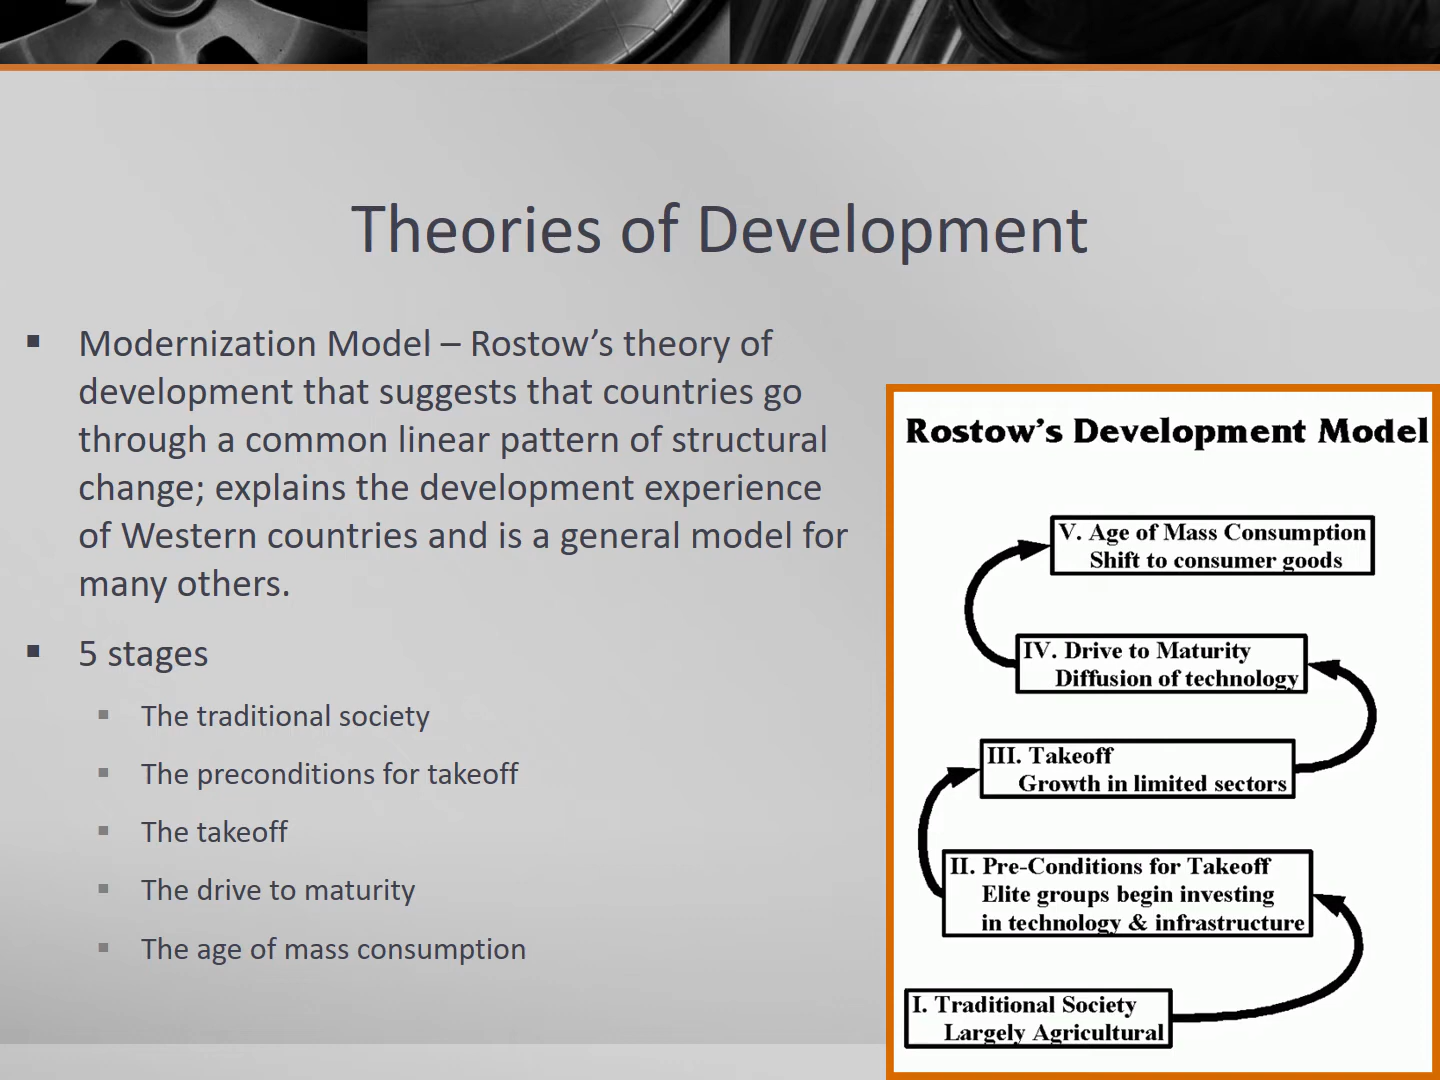 Theories of Development
▪ Modernization Model – Rostow’s theory of
development that suggests that countries go
through a common linear pattern of structural
change; explains the development experience
of Western countries and is a general model for
many others.
▪ 5 stages
▪ The traditional society
▪ The preconditions for takeoff
▪ The takeoff
▪ The drive to maturity
▪ The age of mass consumption
Rostow’s Development Model
V. Age of Mass Consumption
Shift to consumer goods
IV. Drive to Maturity
Diffusion of technology
III. Takeoff
Growth in limited sectors
II. Pre-Conditions for Takeoff
Elite groups begin investing
in technology & infrastructure
I. Traditional Society
Largely Agricultural